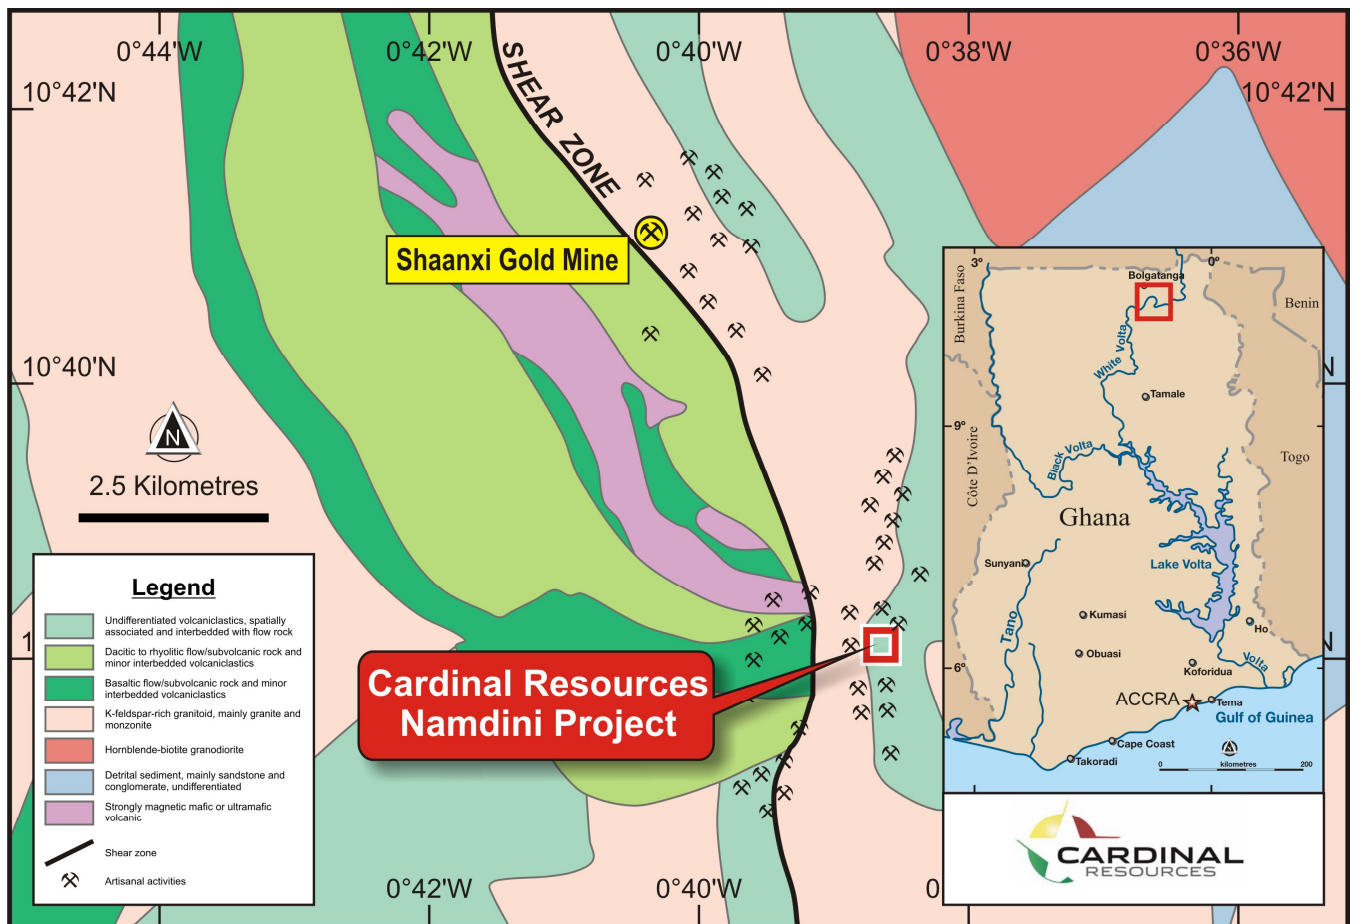 0°44'W
0°42'W
0°40'W
0°38'W
0°36'W
10°42'N
10°42'N
SHEAR ZONE
Shaanxi Gold Mine
10°40'N
N
N
2.5 Kilometres
Legend
Undifferentiated volcaniclastics, spatially
associated and interbedded with flow rock
Dacitic to rhyolitic flow/subvolcanic rock and
minor interbedded volcaniclastics
Basaltic flow/subvolcanic rock and minor
interbedded volcaniclastics
K-feldspar-rich granitoid, mainly granite and
monzonite
Hornblende-biotite granodiorite
Detrital sediment, mainly sandstone and
conglomerate, undifferentiated
Strongly magnetic mafic or ultramafic
volcanic
Shear zone
Artisanal activities
1
N
Cardinal Resources
Namdini Project
0°42'W
0°40'W
0
3°
0°
Burkina Faso
Bolgatanga
Benin
White Volta
Tamale
9°
Côte D'Ivoire
Black Volta
Togo
Ghana
Sunyani
Lake Volta
Kumasi
Tano
Ho
Obuasi
6°
Koforidua
Volta
ACCRA
Tema
Gulf of Guinea
Cape Coast
Takoradi
kilometres
0
200
CARDINAL
RESOURCES